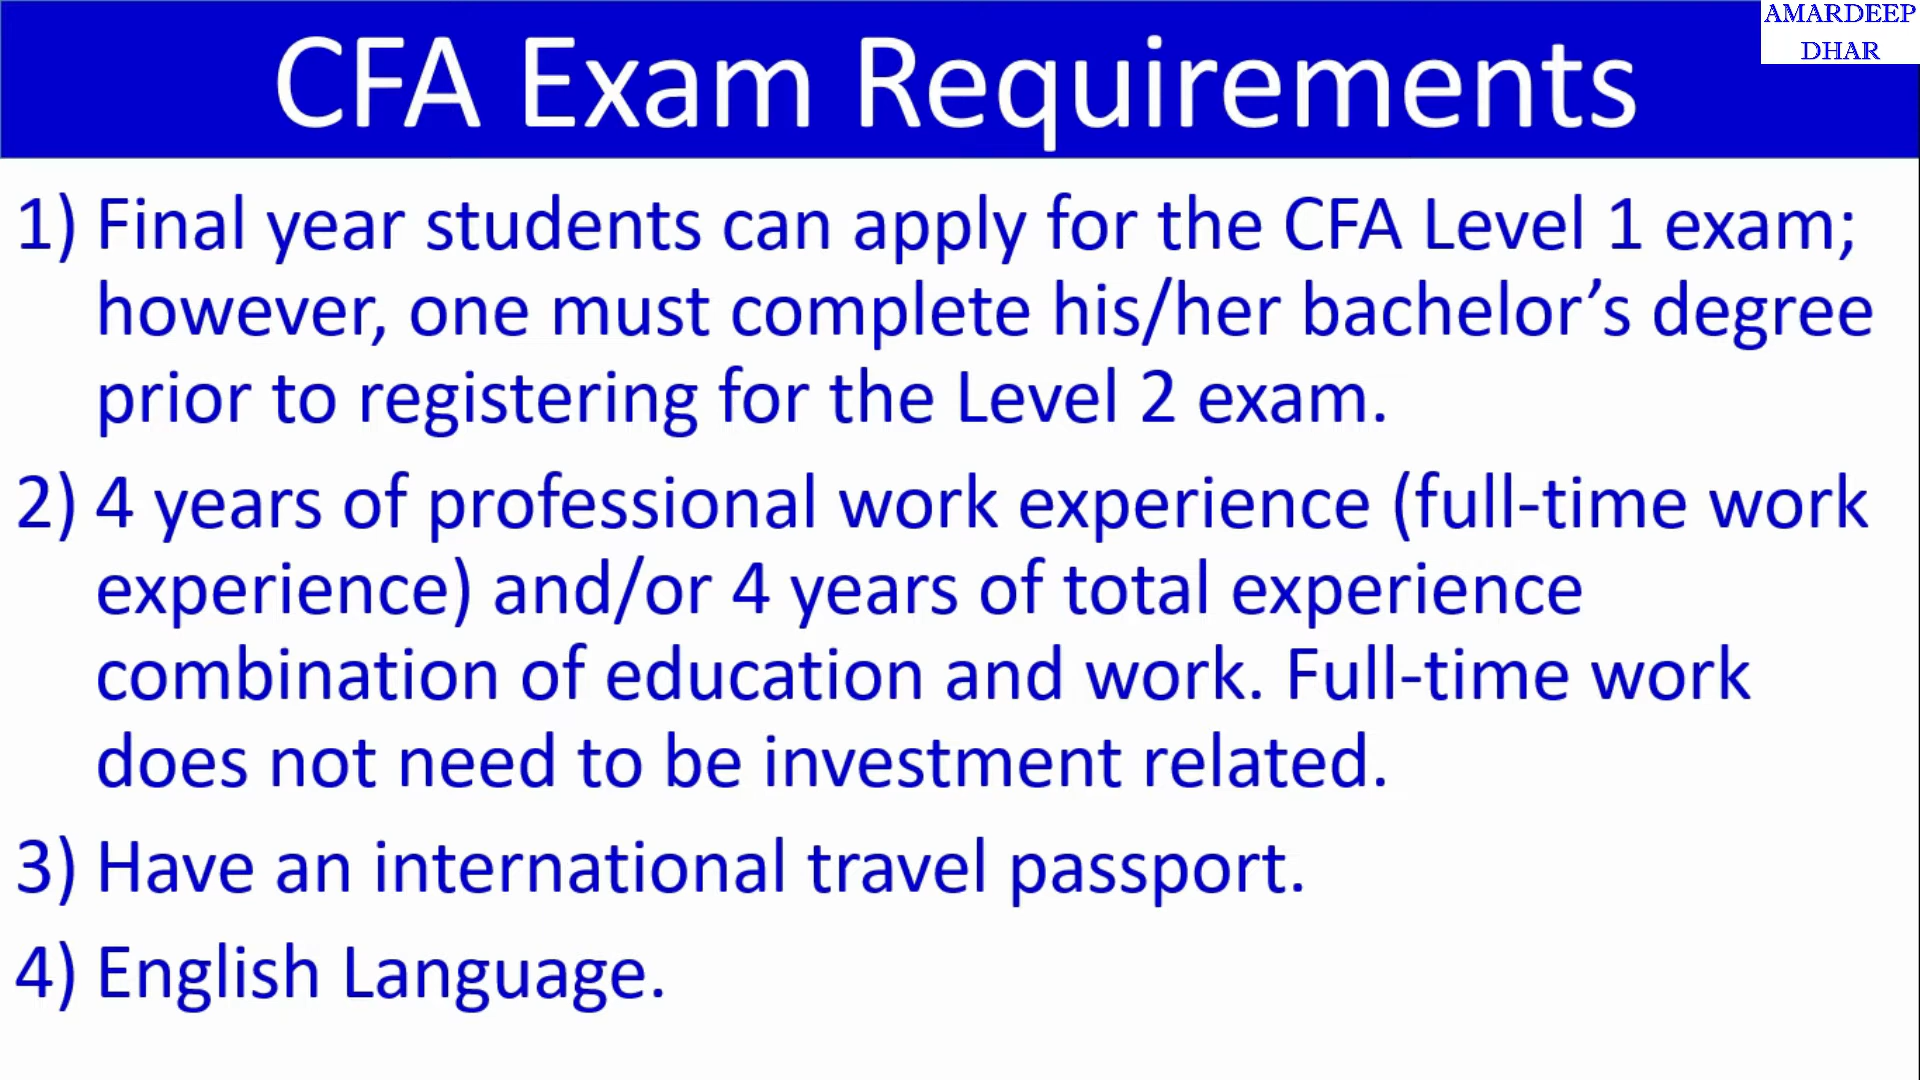 CFA Exam Requirements
AMARDEEP
DHAR
1) Final year students can apply for the CFA Level 1 exam;
however, one must complete his/her bachelor’s degree
prior to registering for the Level 2 exam.
2) 4 years of professional work experience (full-time work
experience) and/or 4 years of total experience
combination of education and work. Full-time work
does not need to be investment related.
3) Have an international travel passport.
4) English Language.